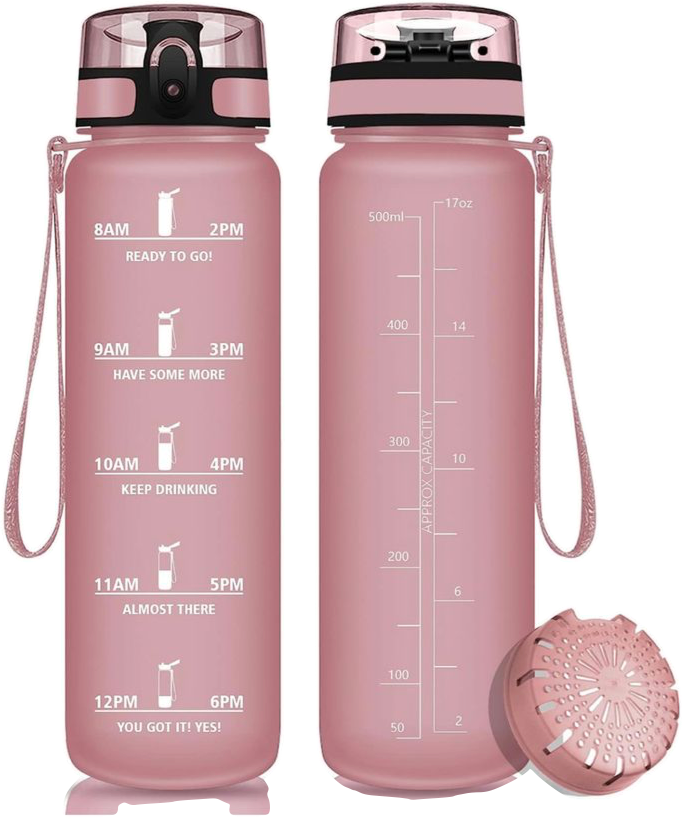 8AM 2PM
READY TO GO!
9AM 3PM
HAVE SOME MORE
10AM 4PM
KEEP DRINKING
11AM 5PM
ALMOST THERE
12PM 6PM
YOU GOT IT! YES!
17oz
500ml
400 14
300 10
APPROX CAPACITY
200 6
100
50 2